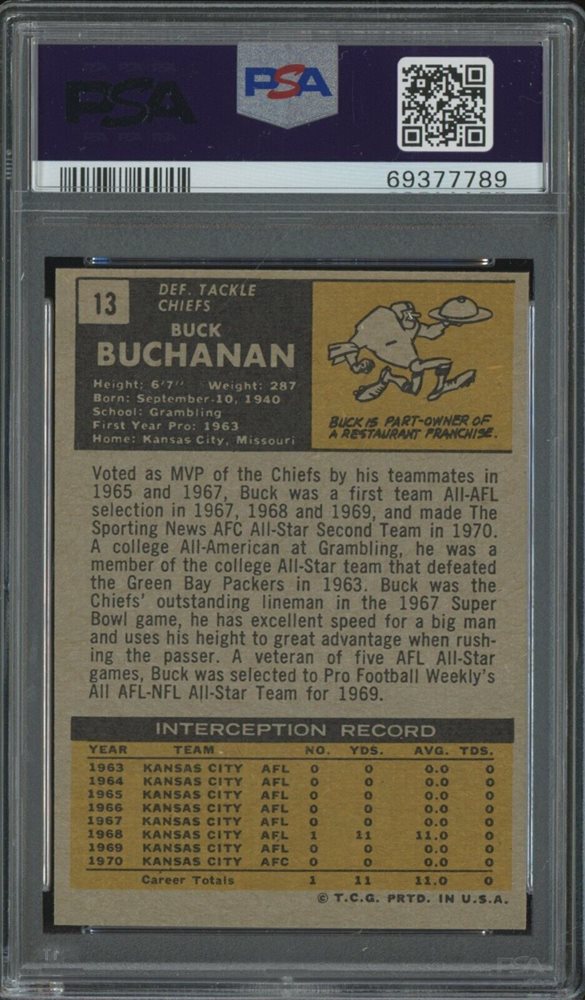 PSA
PSA
69377789
13
DEF. TACKLE
CHIEFS
BUCK
BUCHANAN
Height: 6'7" Weight: 287
Born: September 10, 1940
School: Grambling
First Year Pro: 1963
Home: Kansas City, Missouri
BUCK IS PART-OWNER OF
A RESTAURANT FRANCHISE.
Voted as MVP of the Chiefs by his teammates in
1965 and 1967, Buck was a first team All-AFL
selection in 1967, 1968 and 1969, and made The
Sporting News AFC All-Star Second Team in 1970.
A college All-American at Grambling, he was a
member of the college All-Star team that defeated
the Green Bay Packers in 1963. Buck was the
Chiefs' outstanding lineman in the 1967 Super
Bowl game, he has excellent speed for a big man
and uses his height to great advantage when rush-
ing the passer. A veteran of five AFL All-Star
games, Buck was selected to Pro Football Weekly's
All AFL-NFL All-Star Team for 1969.
INTERCEPTION RECORD
YEAR TEAM NO. YDS. AVG. TDS.
1963 KANSAS CITY AFL 0 0 0.0 0
1964 KANSAS CITY AFL 0 0 0.0 0
1965 KANSAS CITY AFL 0 0 0.0 0
1966 KANSAS CITY AFL 0 0 0.0 0
1967 KANSAS CITY AFL 0 0 0.0 0
1968 KANSAS CITY AFL 1 11 11.0 0
1969 KANSAS CITY AFL 0 0 0.0 0
1970 KANSAS CITY AFC 0 0 0.0 0
Career Totals 1 11 11.0 0
© T.C.G. PRTD. IN U.S.A.
PSA